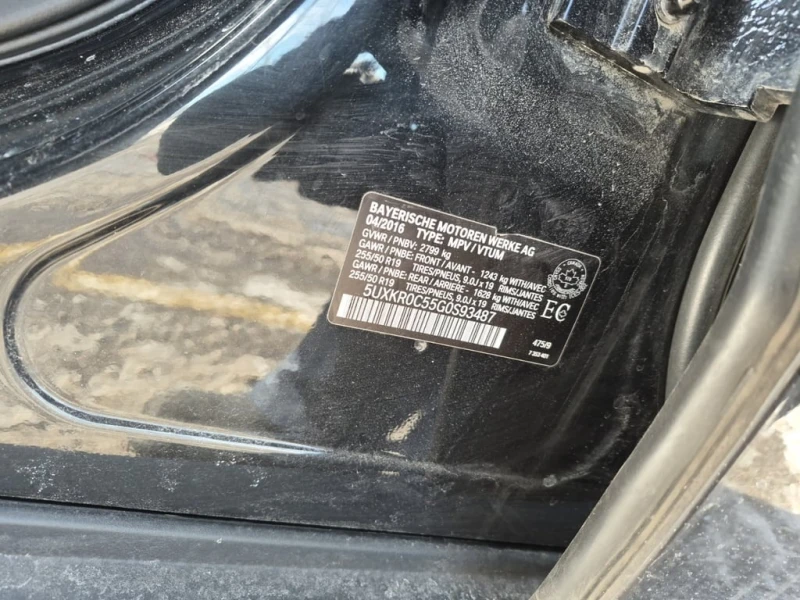 BAYERISCHE MOTOREN WERKE AG
04/2016 TYPE: MPV / VTUM
GVWR / PNBV: 2799 kg
GAWR / PNBE: FRONT / AVANT - 1243 kg WITH/AVEC
255/50 R19 TIRES/PNEUS, 9.0J x 19 RIMS/JANTES
GAWR / PNBE: REAR / ARRIERE - 1628 kg WITH/AVEC
255/50 R19 TIRES/PNEUS, 9.0J x 19 RIMS/JANTES
5UXKR0C55G0S93487
EC
475/9